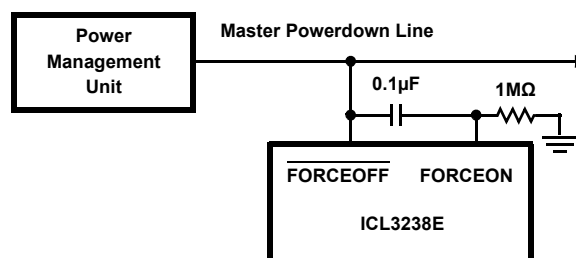 Power
Management
Unit
Master Powerdown Line
0.1µF
1MΩ
FORCEOFF FORCEON
ICL3238E